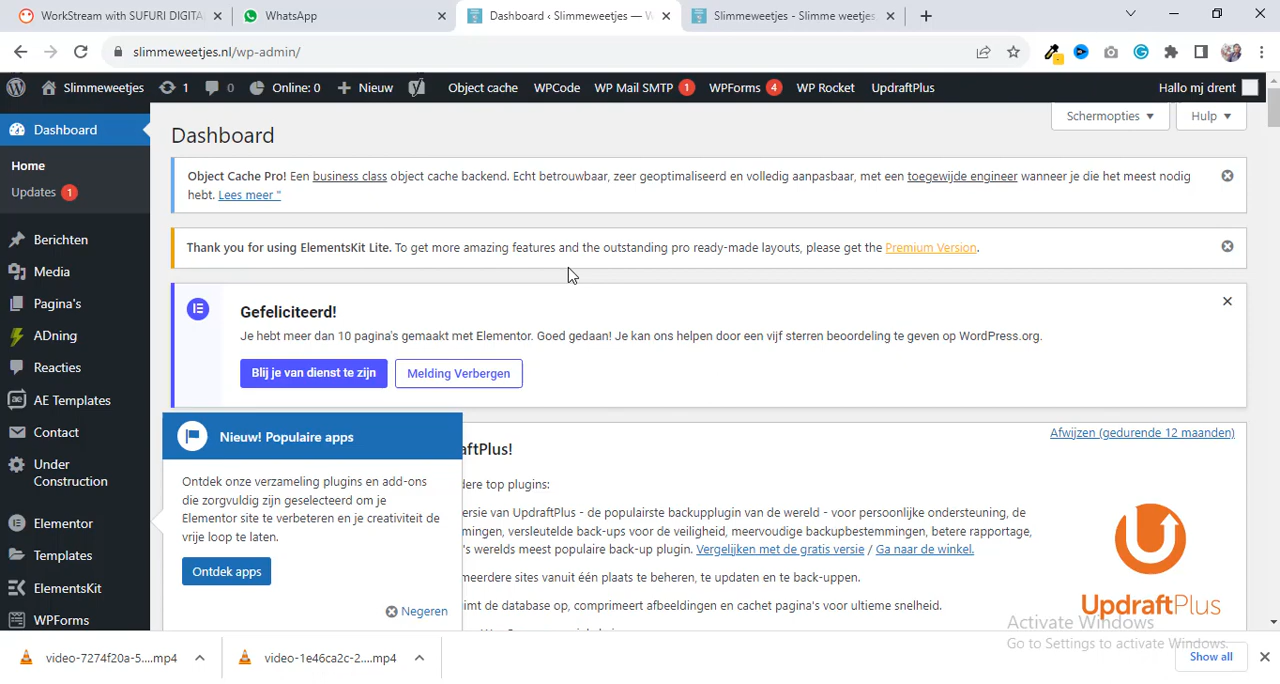 WorkStream with SUFURI DIGITA
WhatsApp
Dashboard ‹ Slimmeweetjes — W
Slimmeweetjes - Slimme weetjes
slimmeweetjes.nl/wp-admin/
Slimmeweetjes
1
0
Online: 0
Nieuw
Object cache
WPCode
WP Mail SMTP 1
WPForms 4
WP Rocket
UpdraftPlus
Hallo mj drent
Dashboard
Home
Updates 1
Berichten
Media
Pagina's
ADning
Reacties
AE Templates
Contact
Under
Construction
Elementor
Templates
ElementsKit
WPForms
Dashboard
Schermopties ▼
Hulp ▼
Object Cache Pro! Een business class object cache backend. Echt betrouwbaar, zeer geoptimaliseerd en volledig aanpasbaar, met een toegewijde engineer wanneer je die het meest nodig
hebt. Lees meer "
Thank you for using ElementsKit Lite. To get more amazing features and the outstanding pro ready-made layouts, please get the Premium Version.
Gefeliciteerd!
Je hebt meer dan 10 pagina's gemaakt met Elementor. Goed gedaan! Je kan ons helpen door een vijf sterren beoordeling te geven op WordPress.org.
Blij je van dienst te zijn
Melding Verbergen
Nieuw! Populaire apps
Ontdek onze verzameling plugins en add-ons
die zorgvuldig zijn geselecteerd om je
Elementor site te verbeteren en je creativiteit de
vrije loop te laten.
Ontdek apps
Negeren
aftPlus!
Afwijzen (gedurende 12 maanden)
dere top plugins:
ersie van UpdraftPlus - de populairste backupplugin van de wereld - voor persoonlijke ondersteuning, de
mmingen, versleutelde back-ups voor de veiligheid, meervoudige backupbestemmingen, betere rapportage,
's werelds meest populaire back-up plugin. Vergelijken met de gratis versie / Ga naar de winkel.
meerdere sites vanuit één plaats te beheren, te updaten en te back-uppen.
imt de database op, comprimeert afbeeldingen en cachet pagina's voor ultieme snelheid.
UpdraftPlus
Activate Windows
Go to Settings to activate Windows.
video-7274f20a-5....mp4
video-1e46ca2c-2....mp4
Show all